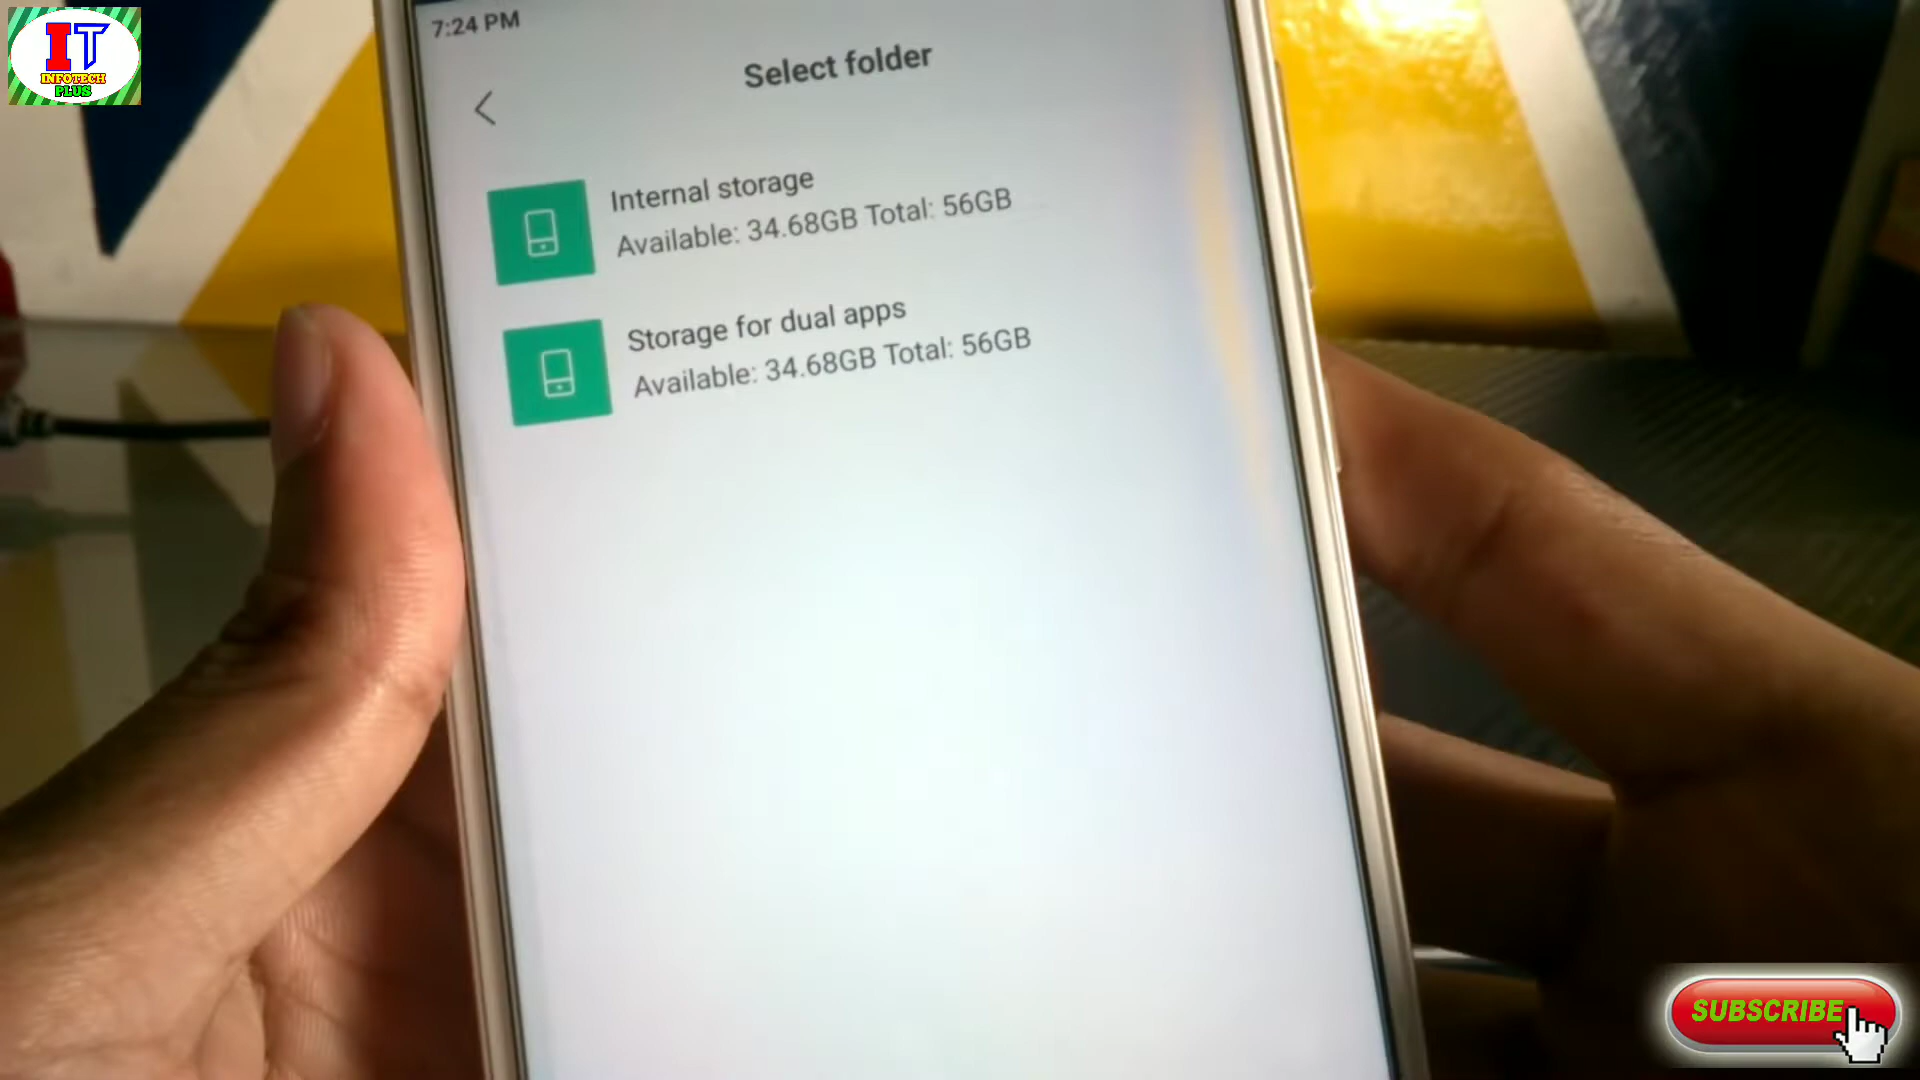 IT
INFOTECH
PLUS
7:24 PM
Select folder
Internal storage
Available: 34.68GB Total: 56GB
Storage for dual apps
Available: 34.68GB Total: 56GB
SUBSCRIBE